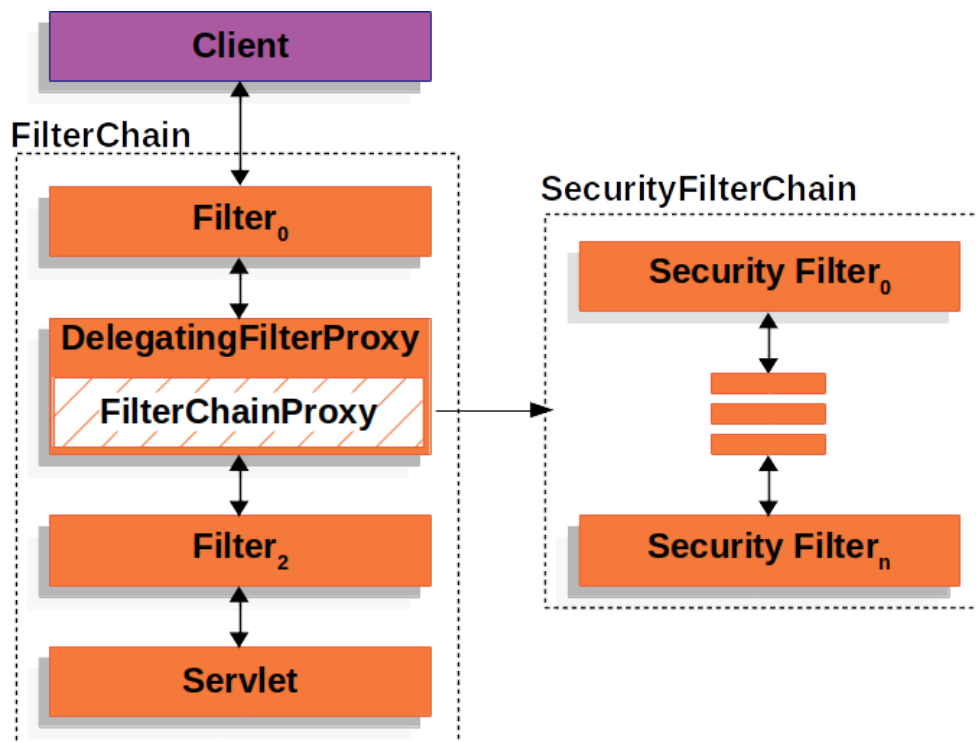 Client
FilterChain
Filter0
DelegatingFilterProxy
FilterChainProxy
Filter2
Servlet
SecurityFilterChain
Security Filter0
Security Filtern